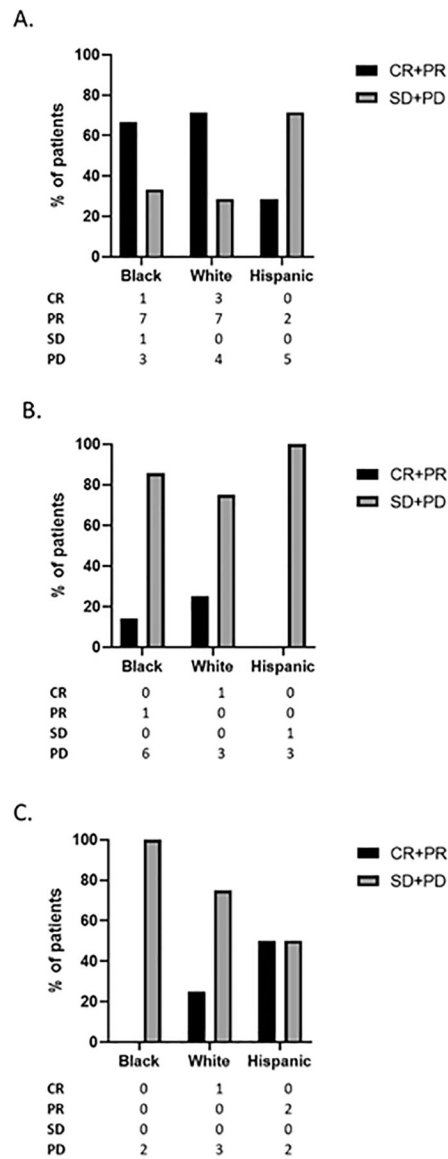 A.
100
80
60
40
20
0
% of patients
CR+PR
SD+PD
Black White Hispanic
CR 1 3 0
PR 7 7 2
SD 1 0 0
PD 3 4 5
B.
100
80
60
40
20
0
% of patients
CR+PR
SD+PD
Black White Hispanic
CR 0 1 0
PR 1 0 0
SD 0 0 1
PD 6 3 3
C.
100
80
60
40
20
0
% of patients
CR+PR
SD+PD
Black White Hispanic
CR 0 1 0
PR 0 0 2
SD 0 0 0
PD 2 3 2